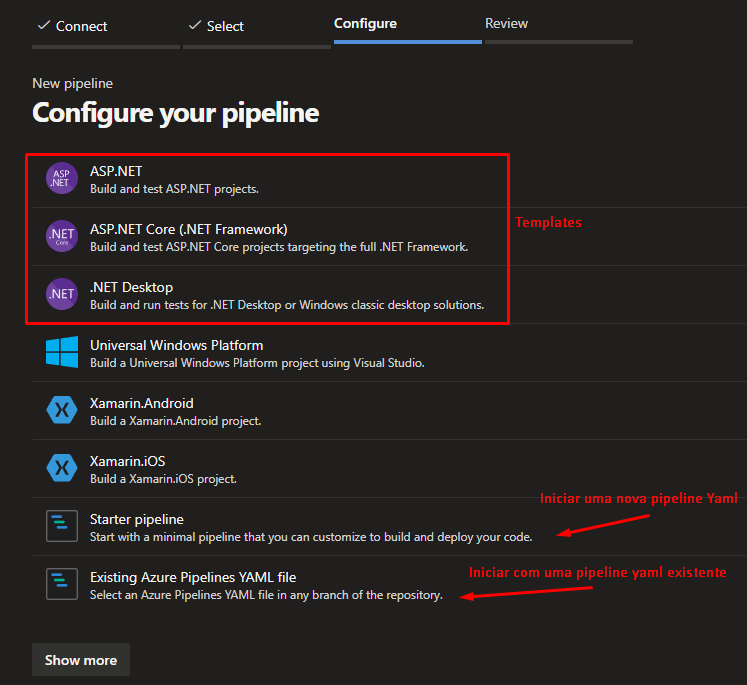 Connect
Select
Configure
Review
New pipeline
Configure your pipeline
ASP
.NET
ASP.NET
Build and test ASP.NET projects.
.NET
Core
ASP.NET Core (.NET Framework)
Build and test ASP.NET Core projects targeting the full .NET Framework.
Templates
.NET
.NET Desktop
Build and run tests for .NET Desktop or Windows classic desktop solutions.
Universal Windows Platform
Build a Universal Windows Platform project using Visual Studio.
Xamarin.Android
Build a Xamarin.Android project.
Xamarin.iOS
Build a Xamarin.iOS project.
Iniciar uma nova pipeline Yaml
Starter pipeline
Start with a minimal pipeline that you can customize to build and deploy your code.
Iniciar com uma pipeline yaml existente
Existing Azure Pipelines YAML file
Select an Azure Pipelines YAML file in any branch of the repository.
Show more